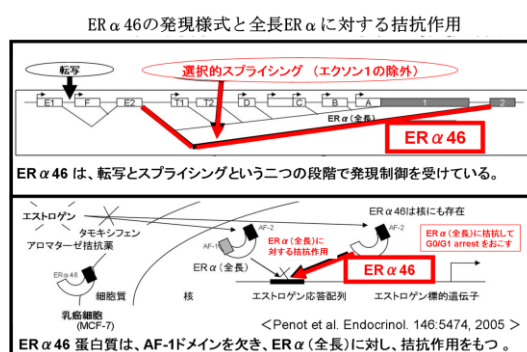 ERα46の発現様式と全長ERαに対する拮抗作用
転写
選択的スプライシング (エクソン1の除外)
E1 F E2 T1 T2 D C B A 1 2
ERα(全長)
ERα46
ERα46 は、転写とスプライシングという二つの段階で発現制御を受けている。
エストロゲン
タモキシフェン
アロマターゼ拮抗薬
AF-2
AF-1
ERα(全長)
ERα(全長)に
対する拮抗作用
ERα46は核にも存在
AF-2
ERα(全長)に拮抗して
G0/G1 arrest をおこす
ERα46
ERα46
細胞質
核
エストロゲン応答配列
エストロゲン標的遺伝子
乳癌細胞
(MCF-7)
<Penot et al. Endocrinol. 146:5474, 2005>
ERα46 蛋白質は、AF-1ドメインを欠き、ERα(全長)に対し、拮抗作用をもつ。